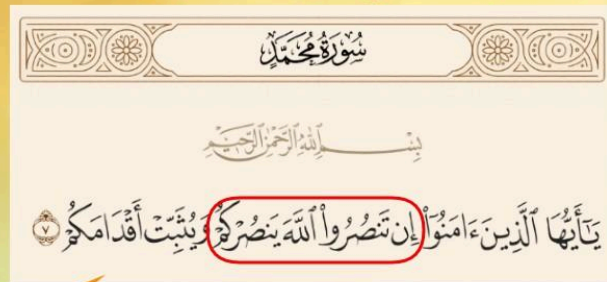 سُورَةُ مُحَمَّدٍ
بِسْمِ ٱللَّهِ ٱلرَّحْمَٰنِ ٱلرَّحِيمِ
يَـٰٓأَيُّهَا ٱلَّذِينَ ءَامَنُوٓا۟ إِن تَنصُرُوا۟ ٱللَّهَ يَنصُرْكُمْ وَيُثَبِّتْ أَقْدَامَكُمْ ٧